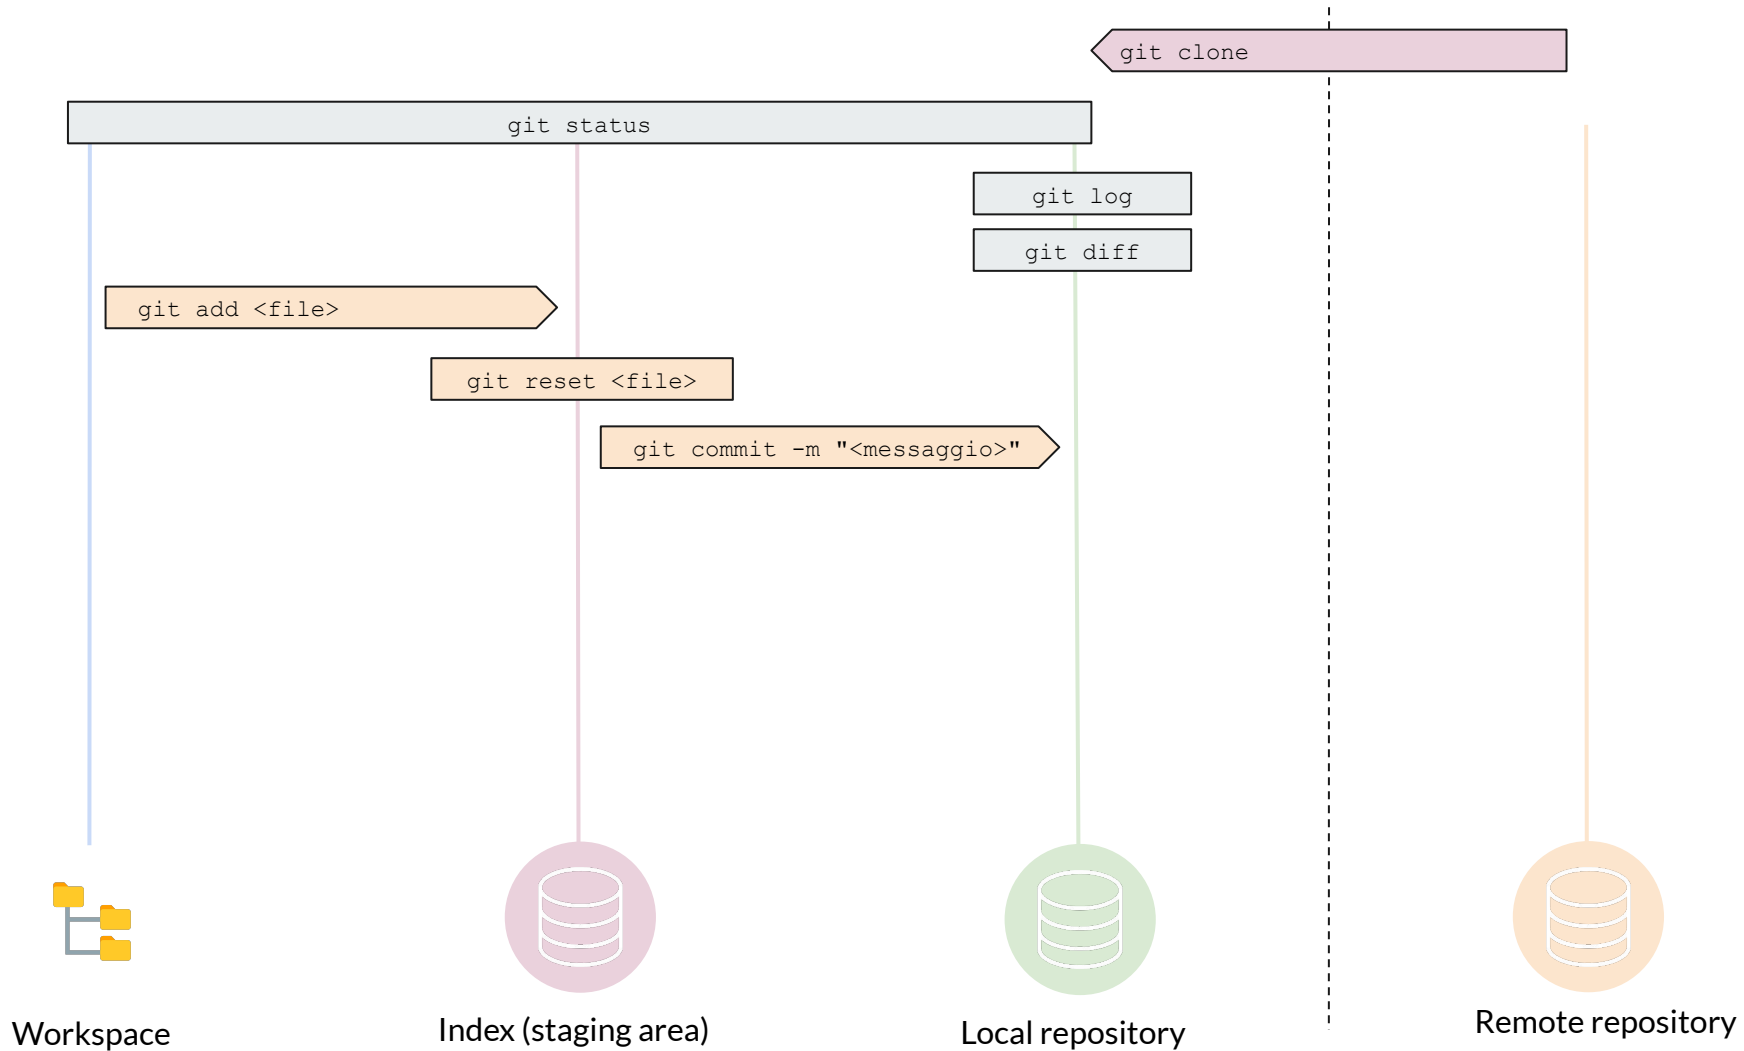 git clone
git status
git log
git diff
git add <file>
git reset <file>
git commit -m "<messaggio>"
Workspace
Index (staging area)
Local repository
Remote repository